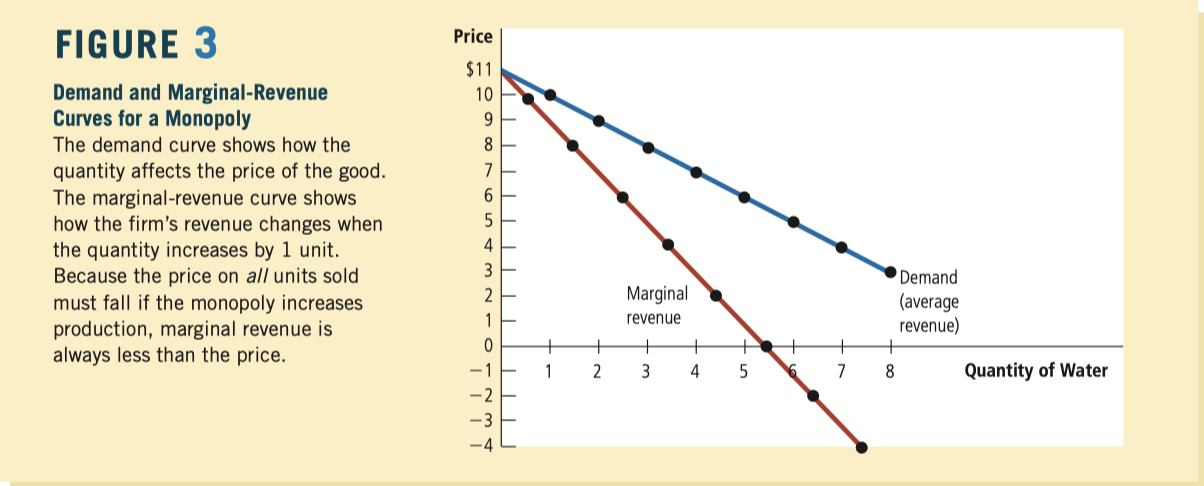 FIGURE 3
Demand and Marginal-Revenue
Curves for a Monopoly
The demand curve shows how the
quantity affects the price of the good.
The marginal-revenue curve shows
how the firm's revenue changes when
the quantity increases by 1 unit.
Because the price on all units sold
must fall if the monopoly increases
production, marginal revenue is
always less than the price.
Price
$11
10
9
8
7
6
5
4
3
2
1
0
−1
−2
−3
−4
Marginal
revenue
Demand
(average
revenue)
1 2 3 4 5 6 7 8
Quantity of Water